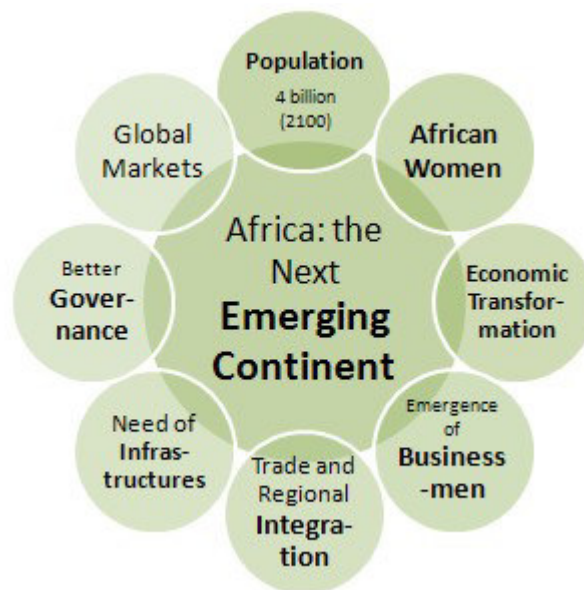 Population
4 billion
(2100)
African
Women
Economic
Transfor-
mation
Emergence
of
Business
-men
Trade and
Regional
Integra-
tion
Need of
Infras-
tructures
Better
Gover-
nance
Global
Markets
Africa: the
Next
Emerging
Continent